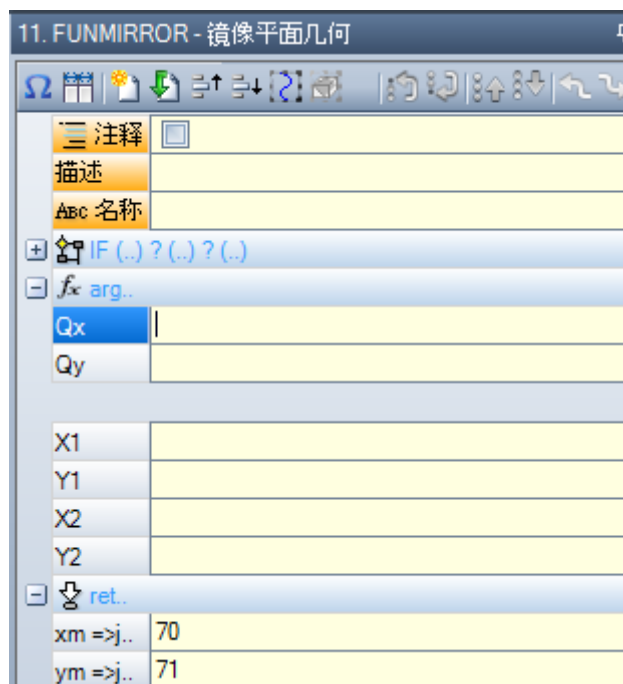 11. FUNMIRROR - 镜像平面几何
注释
描述
ABC 名称
IF (..) ? (..) ? (..)
fx arg..
Qx
Qy
X1
Y1
X2
Y2
ret..
xm =>j.. 70
ym =>j.. 71